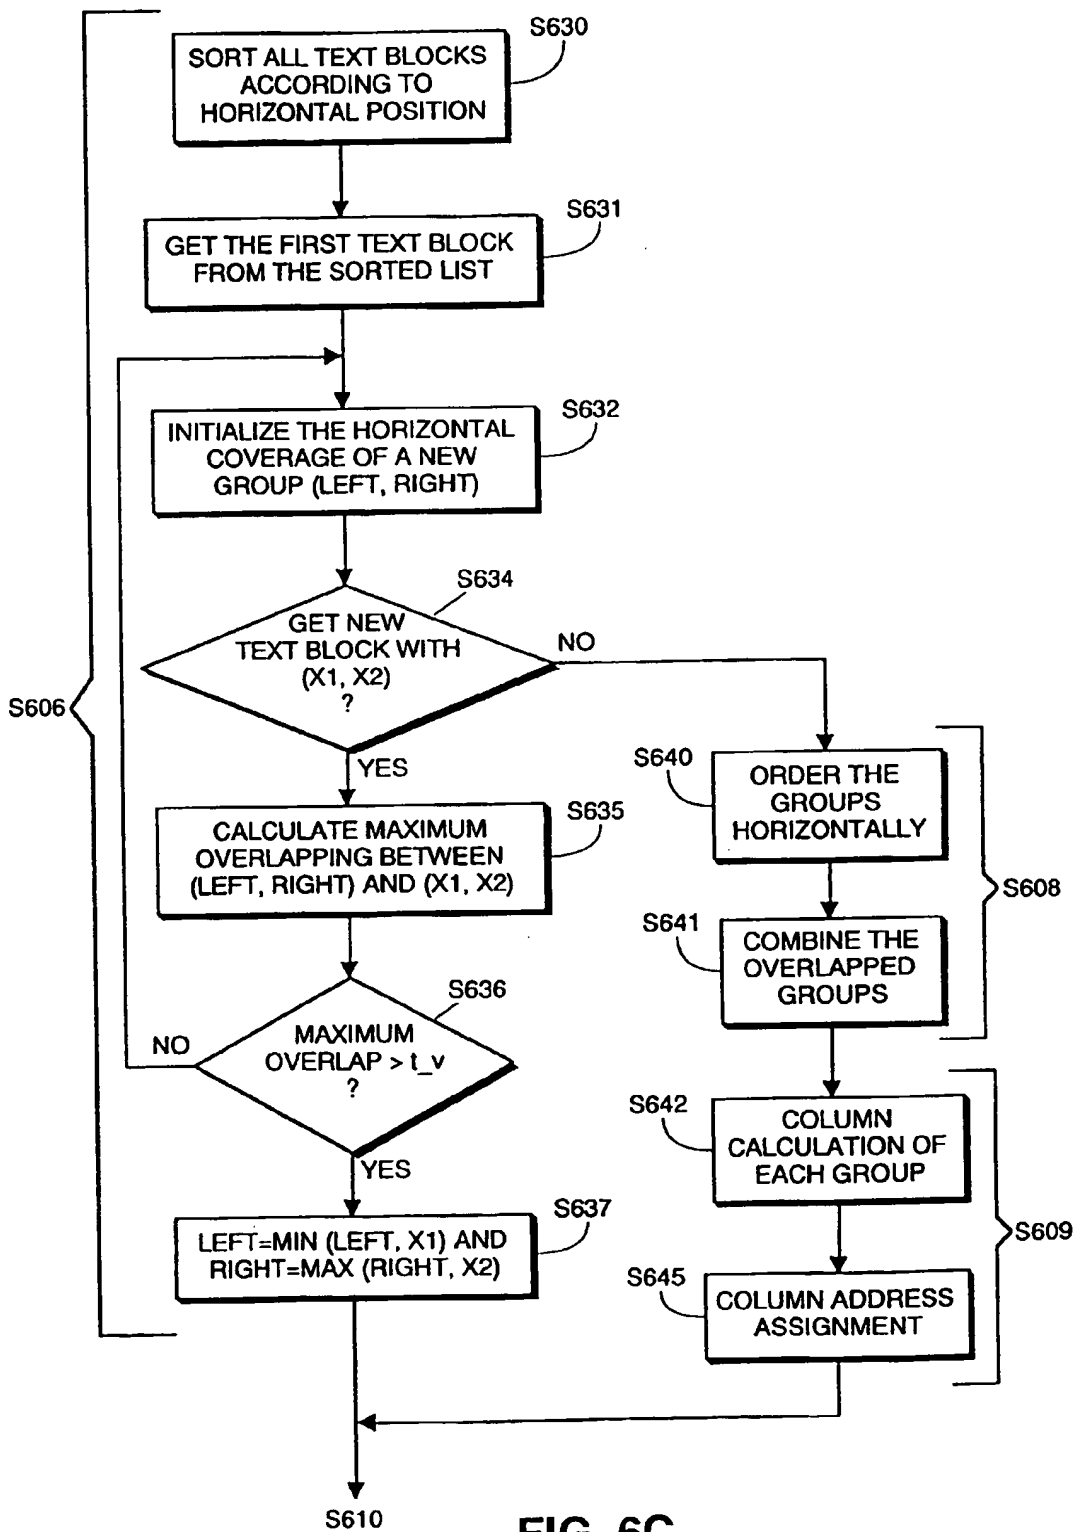 S630
SORT ALL TEXT BLOCKS
ACCORDING TO
HORIZONTAL POSITION
S631
GET THE FIRST TEXT BLOCK
FROM THE SORTED LIST
S632
INITIALIZE THE HORIZONTAL
COVERAGE OF A NEW
GROUP (LEFT, RIGHT)
S634
GET NEW
TEXT BLOCK WITH
(X1, X2)
?
NO
YES
S606
S635
CALCULATE MAXIMUM
OVERLAPPING BETWEEN
(LEFT, RIGHT) AND (X1, X2)
S636
MAXIMUM
OVERLAP > t_v
?
NO
YES
S637
LEFT=MIN (LEFT, X1) AND
RIGHT=MAX (RIGHT, X2)
S640
ORDER THE
GROUPS
HORIZONTALLY
S608
S641
COMBINE THE
OVERLAPPED
GROUPS
S642
COLUMN
CALCULATION OF
EACH GROUP
S609
S645
COLUMN ADDRESS
ASSIGNMENT
S610
FIG. 6C